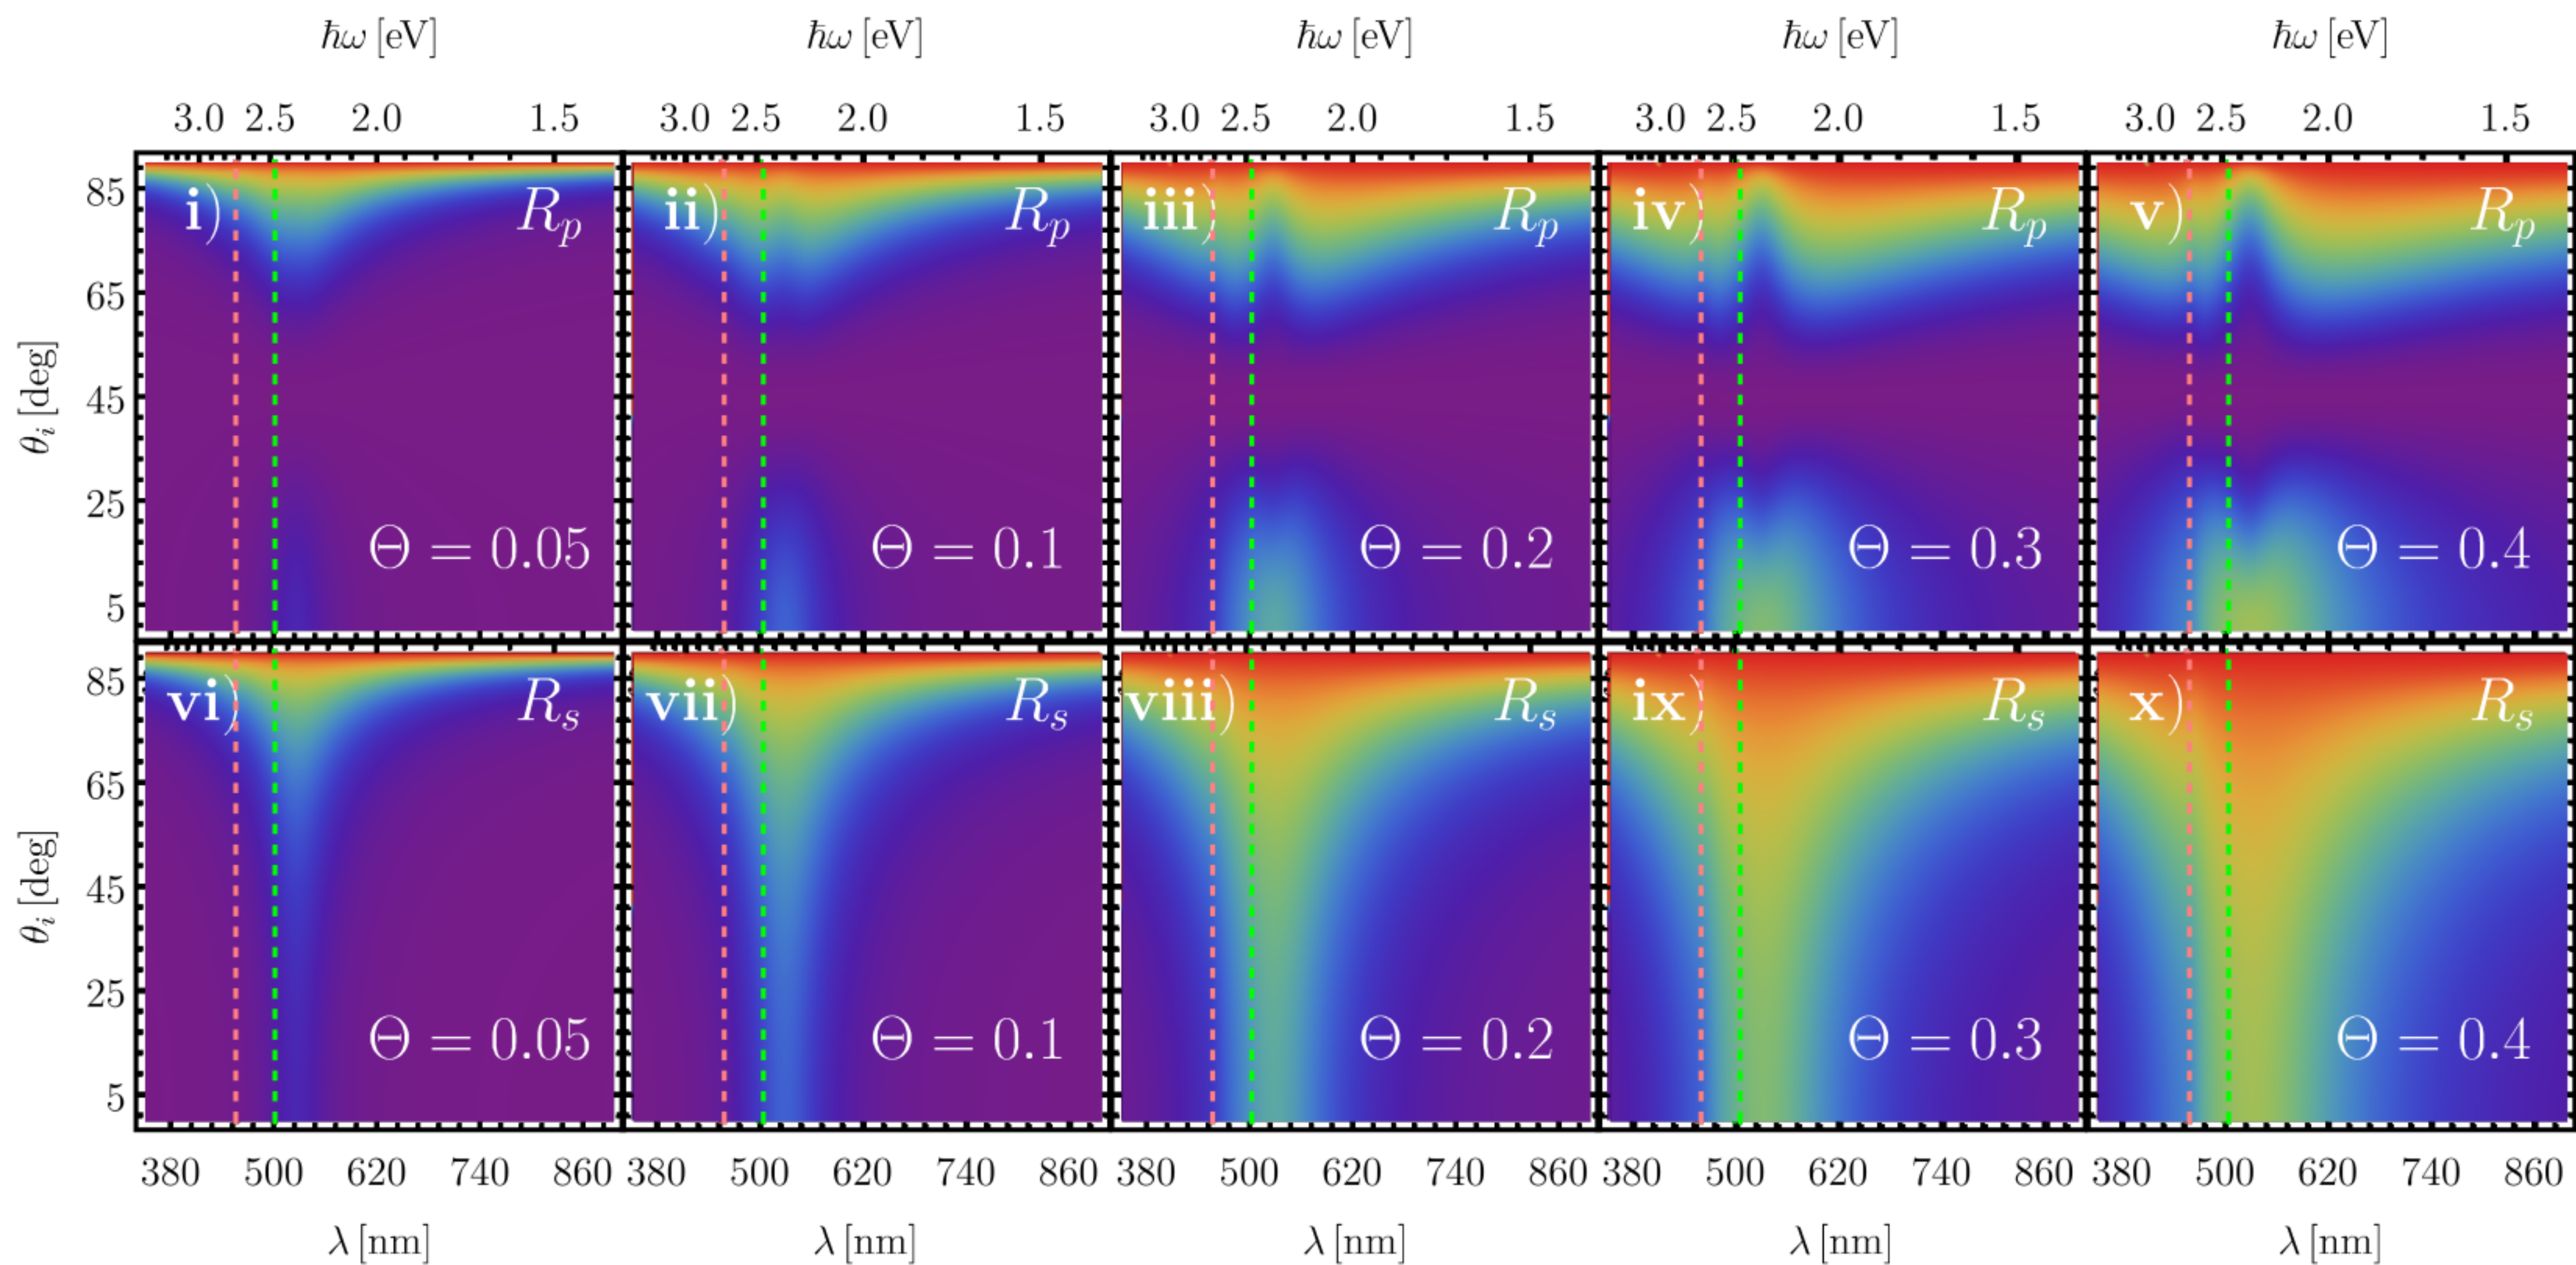 ħω [eV] ħω [eV] ħω [eV] ħω [eV] ħω [eV]
3.0 2.5 2.0 1.5 3.0 2.5 2.0 1.5 3.0 2.5 2.0 1.5 3.0 2.5 2.0 1.5 3.0 2.5 2.0 1.5
85
i) R_p ii) R_p iii) R_p iv) R_p v) R_p
65
θ_i [deg]
45
25
Θ = 0.05 Θ = 0.1 Θ = 0.2 Θ = 0.3 Θ = 0.4
5
85
vi) R_s vii) R_s viii) R_s ix) R_s x) R_s
65
θ_i [deg]
45
25
Θ = 0.05 Θ = 0.1 Θ = 0.2 Θ = 0.3 Θ = 0.4
5
380 500 620 740 860 380 500 620 740 860 380 500 620 740 860 380 500 620 740 860 380 500 620 740 860
λ [nm] λ [nm] λ [nm] λ [nm] λ [nm]